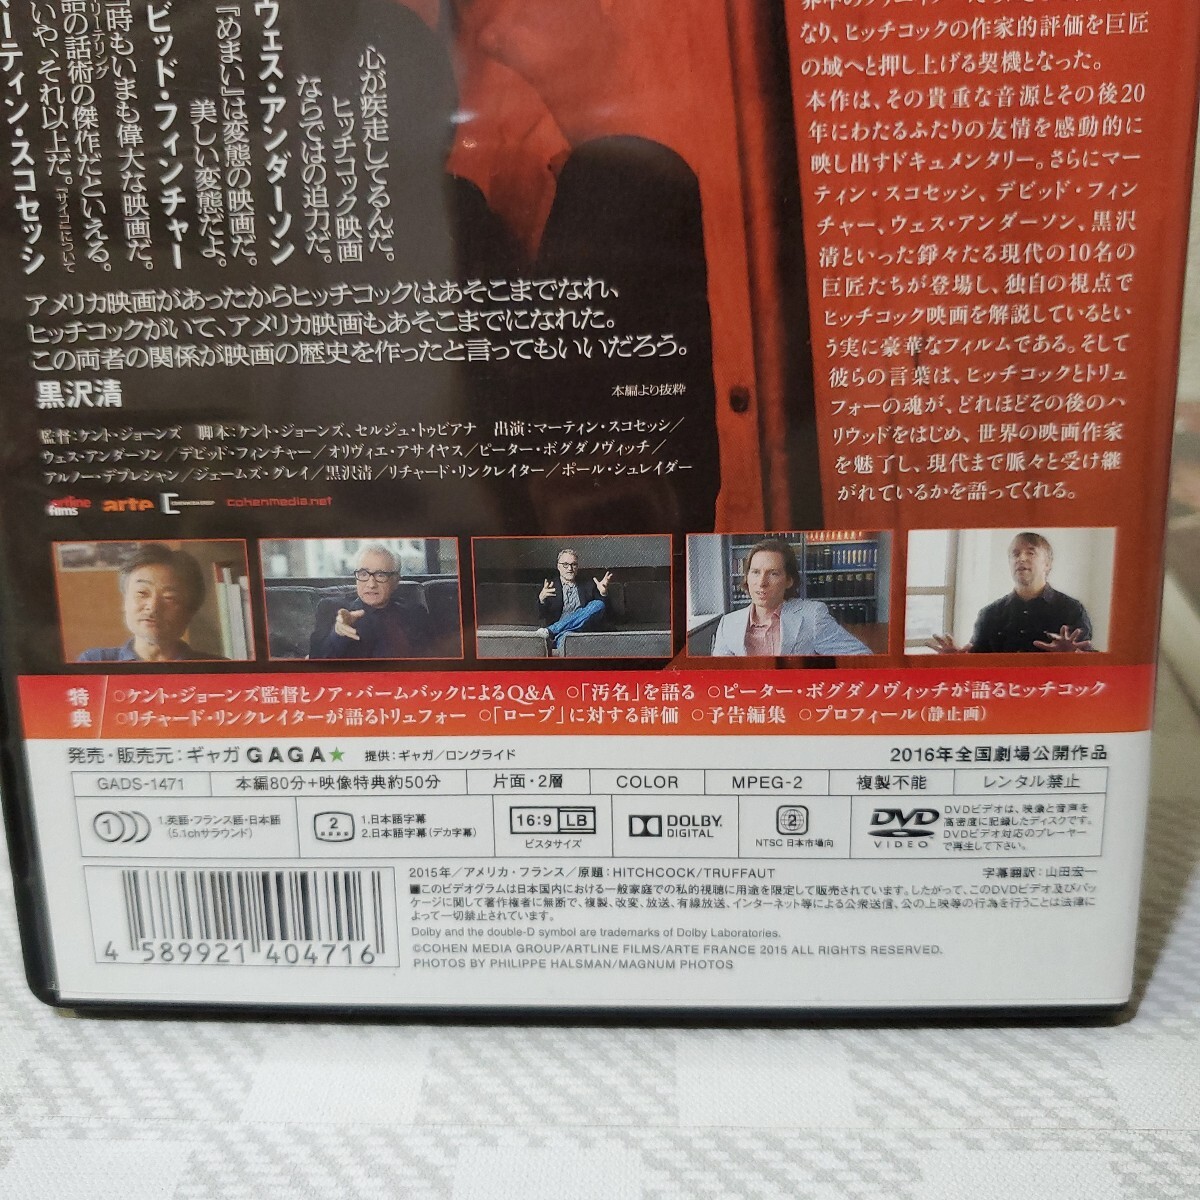 心が疾走してるんだ。
ヒッチコック映画
ならではの迫力だ。
ウェス・アンダーソン
『めまい』は変態の映画だ。
美しい変態だよ。
ビッド・フィンチャー
時もいまも偉大な映画だ。
話の話術の傑作だといえる。
いや、それ以上だ。『サイコ』について
ーティン・スコセッシ
アメリカ映画があったからヒッチコックはあそこまでなれ、
ヒッチコックがいて、アメリカ映画もあそこまでになれた。
この両者の関係が映画の歴史を作ったと言ってもいいだろう。
黒沢清
本編より抜粋
監督:ケント・ジョーンズ 脚本:ケント・ジョーンズ、セルジュ・トゥビアナ 出演:マーティン・スコセッシ/
ウェス・アンダーソン/デビッド・フィンチャー/オリヴィエ・アサイヤス/ピーター・ボグダノヴィッチ/
アルノー・デプレシャン/ジェームズ・グレイ/黒沢清/リチャード・リンクレイター/ポール・シュレイダー
artline films arte COHEN MEDIA GROUP cohenmedia.net
なり、ヒッチコックの作家的評価を巨匠
の域へと押し上げる契機となった。
本作は、その貴重な音源とその後20
年にわたるふたりの友情を感動的に
映し出すドキュメンタリー。さらにマー
ティン・スコセッシ、デビッド・フィン
チャー、ウェス・アンダーソン、黒沢
清といった錚々たる現代の10名の
巨匠たちが登場し、独自の視点で
ヒッチコック映画を解説しているとい
う実に豪華なフィルムである。そして
彼らの言葉は、ヒッチコックとトリュ
フォーの魂が、どれほどその後のハ
リウッドをはじめ、世界の映画作家
を魅了し、現代まで脈々と受け継
がれているかを語ってくれる。
特典
○ケント・ジョーンズ監督とノア・バームバックによるQ&A ○「汚名」を語る ○ピーター・ボグダノヴィッチが語るヒッチコック
○リチャード・リンクレイターが語るトリュフォー ○「ロープ」に対する評価 ○予告編集 ○プロフィール(静止画)
発売・販売元:ギャガ GAGA★ 提供:ギャガ/ロングライド 2016年全国劇場公開作品
GADS-1471 本編80分+映像特典約50分 片面・2層 COLOR MPEG-2 複製不能 レンタル禁止
1))) 1.英語・フランス語・日本語
(5.1chサラウンド)
2 1.日本語字幕
2.日本語字幕(デカ字幕)
16:9 LB
ビスタサイズ
DOLBY
DIGITAL
2
NTSC 日本市場向
DVD
VIDEO
DVDビデオは、映像と音声を
高密度に記録したディスクです。
DVDビデオ対応のプレーヤー
で再生して下さい。
2015年/アメリカ・フランス/原題:HITCHCOCK/TRUFFAUT 字幕翻訳:山田宏一
■このビデオグラムは日本国内における一般家庭での私的視聴に用途を限定して販売されています。したがって、このDVDビデオ及びパッ
ケージに関して著作権者に無断で、複製、改変、放送、有線放送、インターネット等による公衆送信、公の上映等の行為を行うことは法律に
よって一切禁止されています。
Dolby and the double-D symbol are trademarks of Dolby Laboratories.
©COHEN MEDIA GROUP/ARTLINE FILMS/ARTE FRANCE 2015 ALL RIGHTS RESERVED.
PHOTOS BY PHILIPPE HALSMAN/MAGNUM PHOTOS
4 589921 404716